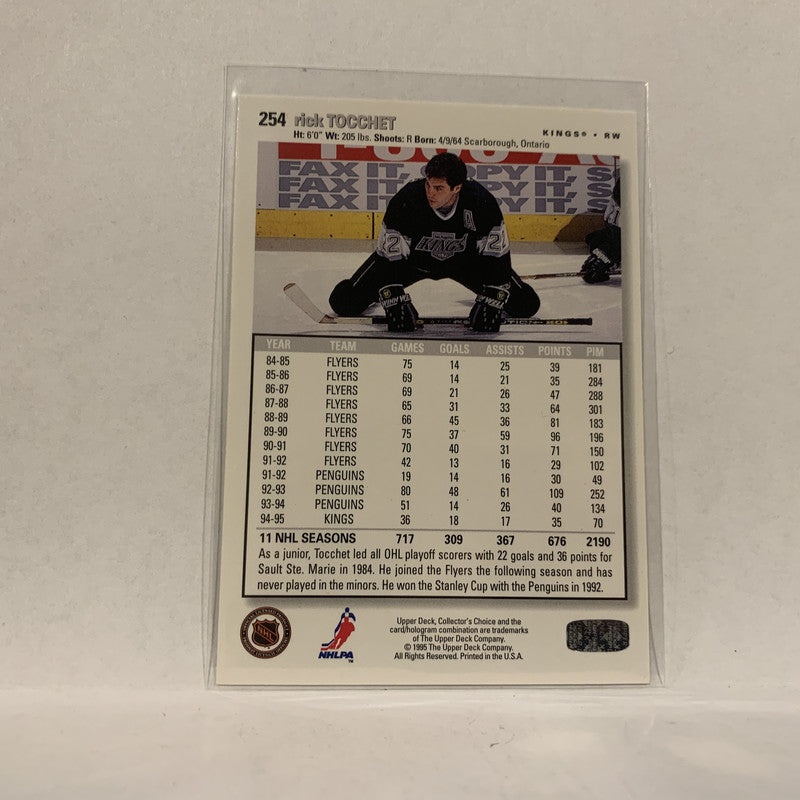 254 rick TOCCHET KINGS® • RW
Ht: 6'0" Wt: 205 lbs. Shoots: R Born: 4/9/64 Scarborough, Ontario
FAX IT, COPY IT, S
FAX IT, COPY IT, S
FAX IT, COPY IT, S
22 KINGS 22
YEAR TEAM GAMES GOALS ASSISTS POINTS PIM
84-85 FLYERS 75 14 25 39 181
85-86 FLYERS 69 14 21 35 284
86-87 FLYERS 69 21 26 47 288
87-88 FLYERS 65 31 33 64 301
88-89 FLYERS 66 45 36 81 183
89-90 FLYERS 75 37 59 96 196
90-91 FLYERS 70 40 31 71 150
91-92 FLYERS 42 13 16 29 102
91-92 PENGUINS 19 14 16 30 49
92-93 PENGUINS 80 48 61 109 252
93-94 PENGUINS 51 14 26 40 134
94-95 KINGS 36 18 17 35 70
11 NHL SEASONS 717 309 367 676 2190
As a junior, Tocchet led all OHL playoff scorers with 22 goals and 36 points for
Sault Ste. Marie in 1984. He joined the Flyers the following season and has
never played in the minors. He won the Stanley Cup with the Penguins in 1992.
NHL
NHLPA
Upper Deck, Collector's Choice and the
card/hologram combination are trademarks
of The Upper Deck Company.
© 1995 The Upper Deck Company.
All Rights Reserved. Printed in the U.S.A.